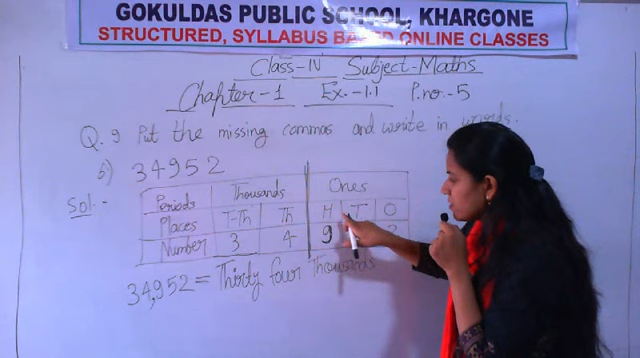 GOKULDAS PUBLIC SCHOOL, KHARGONE
STRUCTURED, SYLLABUS BASED ONLINE CLASSES
Class-IV Subject-Maths
Chapter-1 Ex.-1.1 P.no.-5
Q.9 Put the missing commas and write in words.
b) 34952
Sol.-
Periods Thousands Ones
Places T-Th Th H T O
Number 3 4 9 2
34,952 = Thirty four Thousands